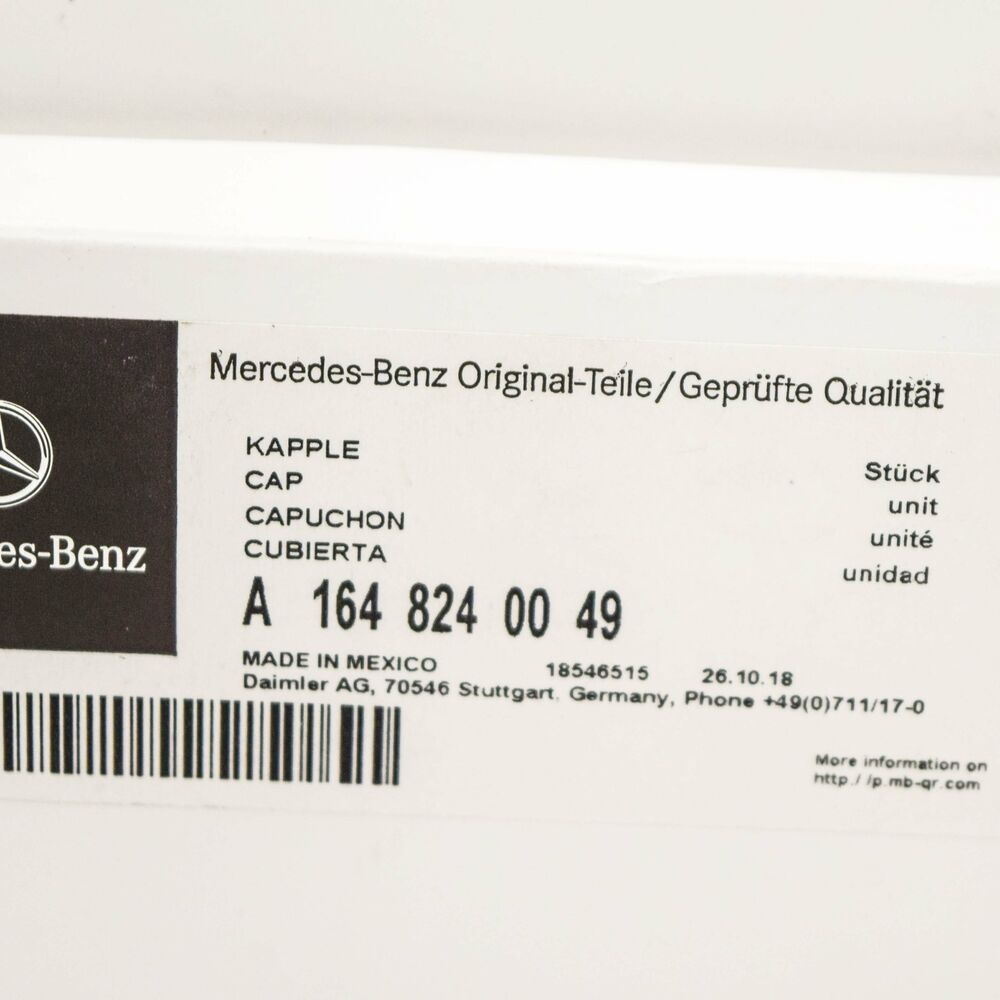 Mercedes-Benz Original-Teile/Geprüfte Qualität
KAPPLE
CAP
CAPUCHON
CUBIERTA
Stück
unit
unité
unidad
es-Benz
A 164 824 00 49
MADE IN MEXICO 18546515 26.10.18
Daimler AG, 70546 Stuttgart. Germany, Phone +49(0)711/17-0
More information on
http:/ /p.mb-qr.com